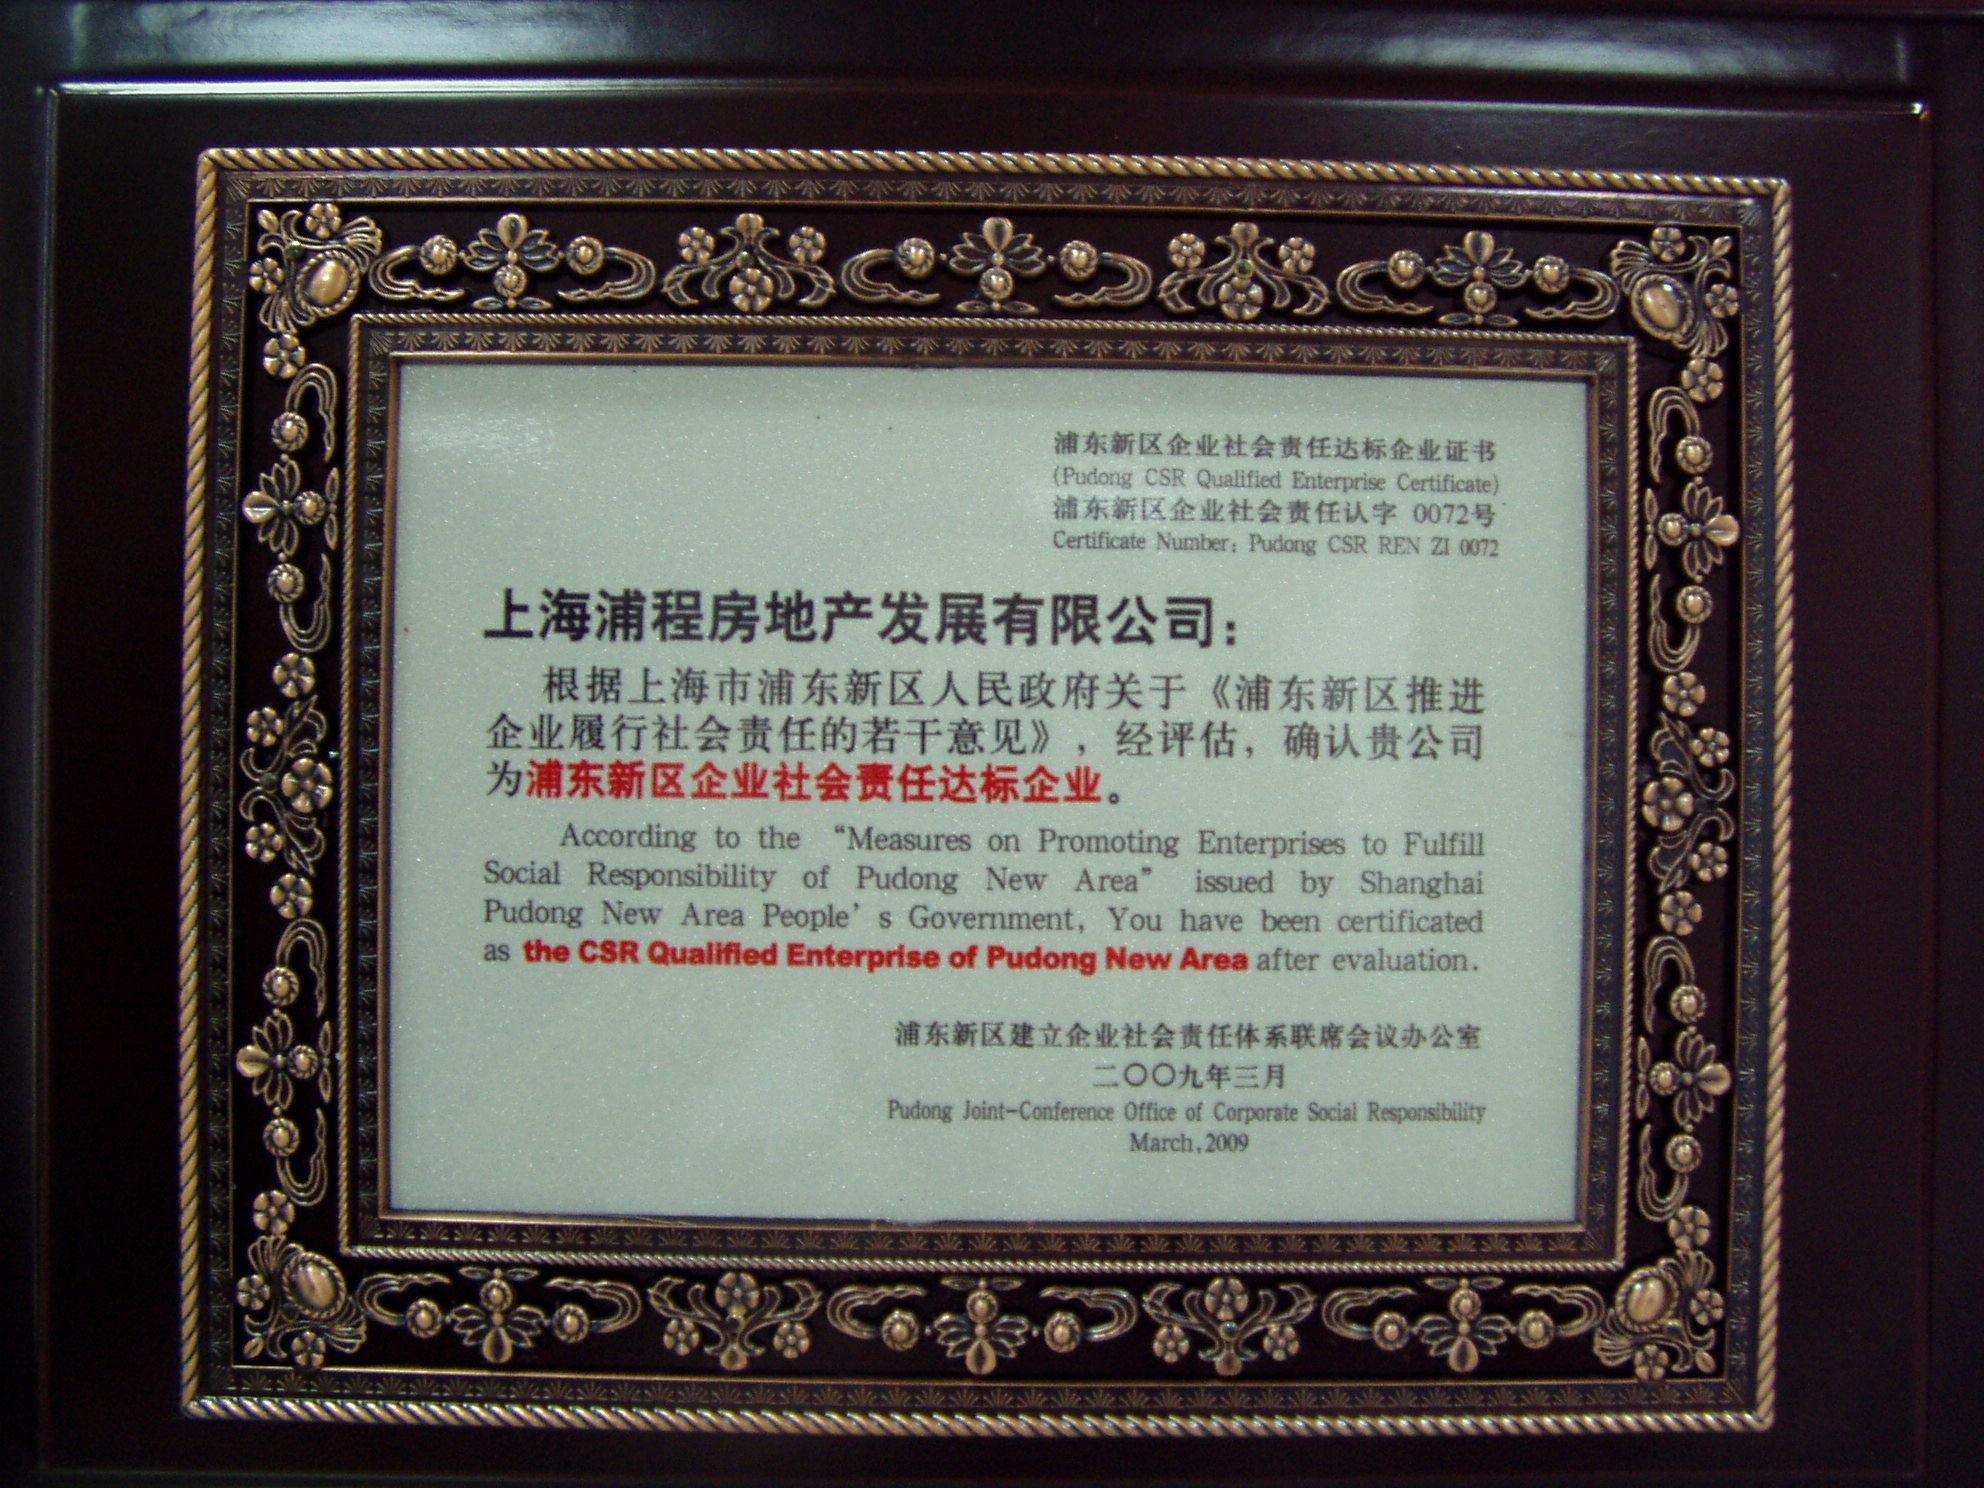 浦东新区企业社会责任达标企业证书
(Pudong CSR Qualified Enterprise Certificate)
浦东新区企业社会责任认字 0072号
Certificate Number: Pudong CSR REN ZI 0072
上海浦程房地产发展有限公司:
根据上海市浦东新区人民政府关于《浦东新区推进
企业履行社会责任的若干意见》, 经评估, 确认贵公司
为浦东新区企业社会责任达标企业。
According to the “Measures on Promoting Enterprises to Fulfill
Social Responsibility of Pudong New Area” issued by Shanghai
Pudong New Area People’s Government, You have been certificated
as the CSR Qualified Enterprise of Pudong New Area after evaluation.
浦东新区建立企业社会责任体系联席会议办公室
二〇〇九年三月
Pudong Joint-Conference Office of Corporate Social Responsibility
March,2009